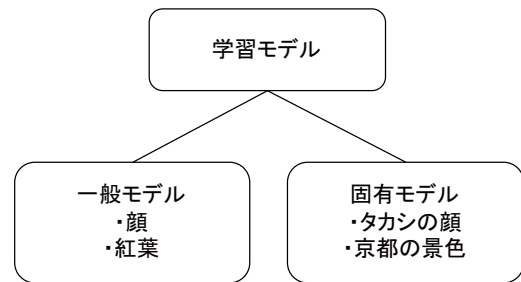 学習モデル
一般モデル
・顔
・紅葉
固有モデル
・タカシの顔
・京都の景色